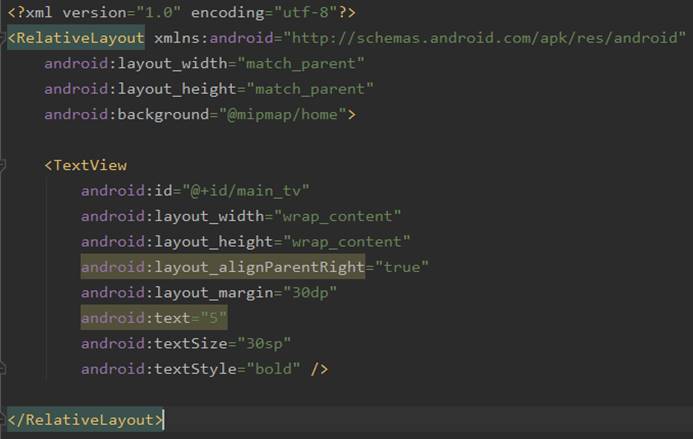 <?xml version="1.0" encoding="utf-8"?>
<RelativeLayout xmlns:android="http://schemas.android.com/apk/res/android"
    android:layout_width="match_parent"
    android:layout_height="match_parent"
    android:background="@mipmap/home">
    <TextView
        android:id="@+id/main_tv"
        android:layout_width="wrap_content"
        android:layout_height="wrap_content"
        android:layout_alignParentRight="true"
        android:layout_margin="30dp"
        android:text="5"
        android:textSize="30sp"
        android:textStyle="bold" />
</RelativeLayout>